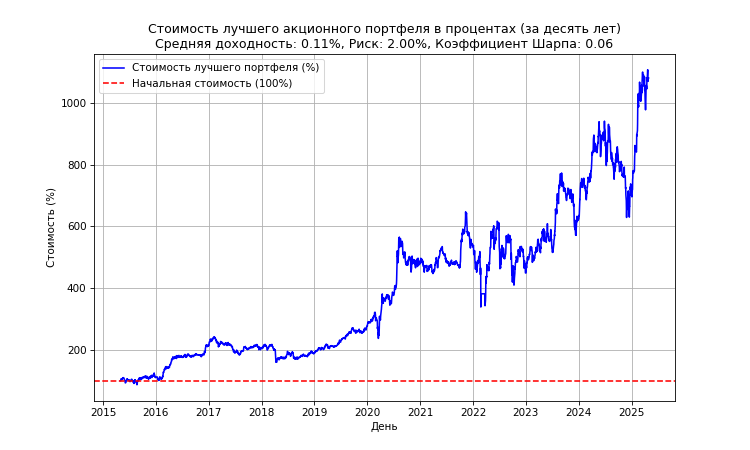 Стоимость лучшего акционного портфеля в процентах (за десять лет)
Средняя доходность: 0.11%, Риск: 2.00%, Коэффициент Шарпа: 0.06
Стоимость лучшего портфеля (%)
Начальная стоимость (100%)
Стоимость (%)
1000
800
600
400
200
2015 2016 2017 2018 2019 2020 2021 2022 2023 2024 2025
День